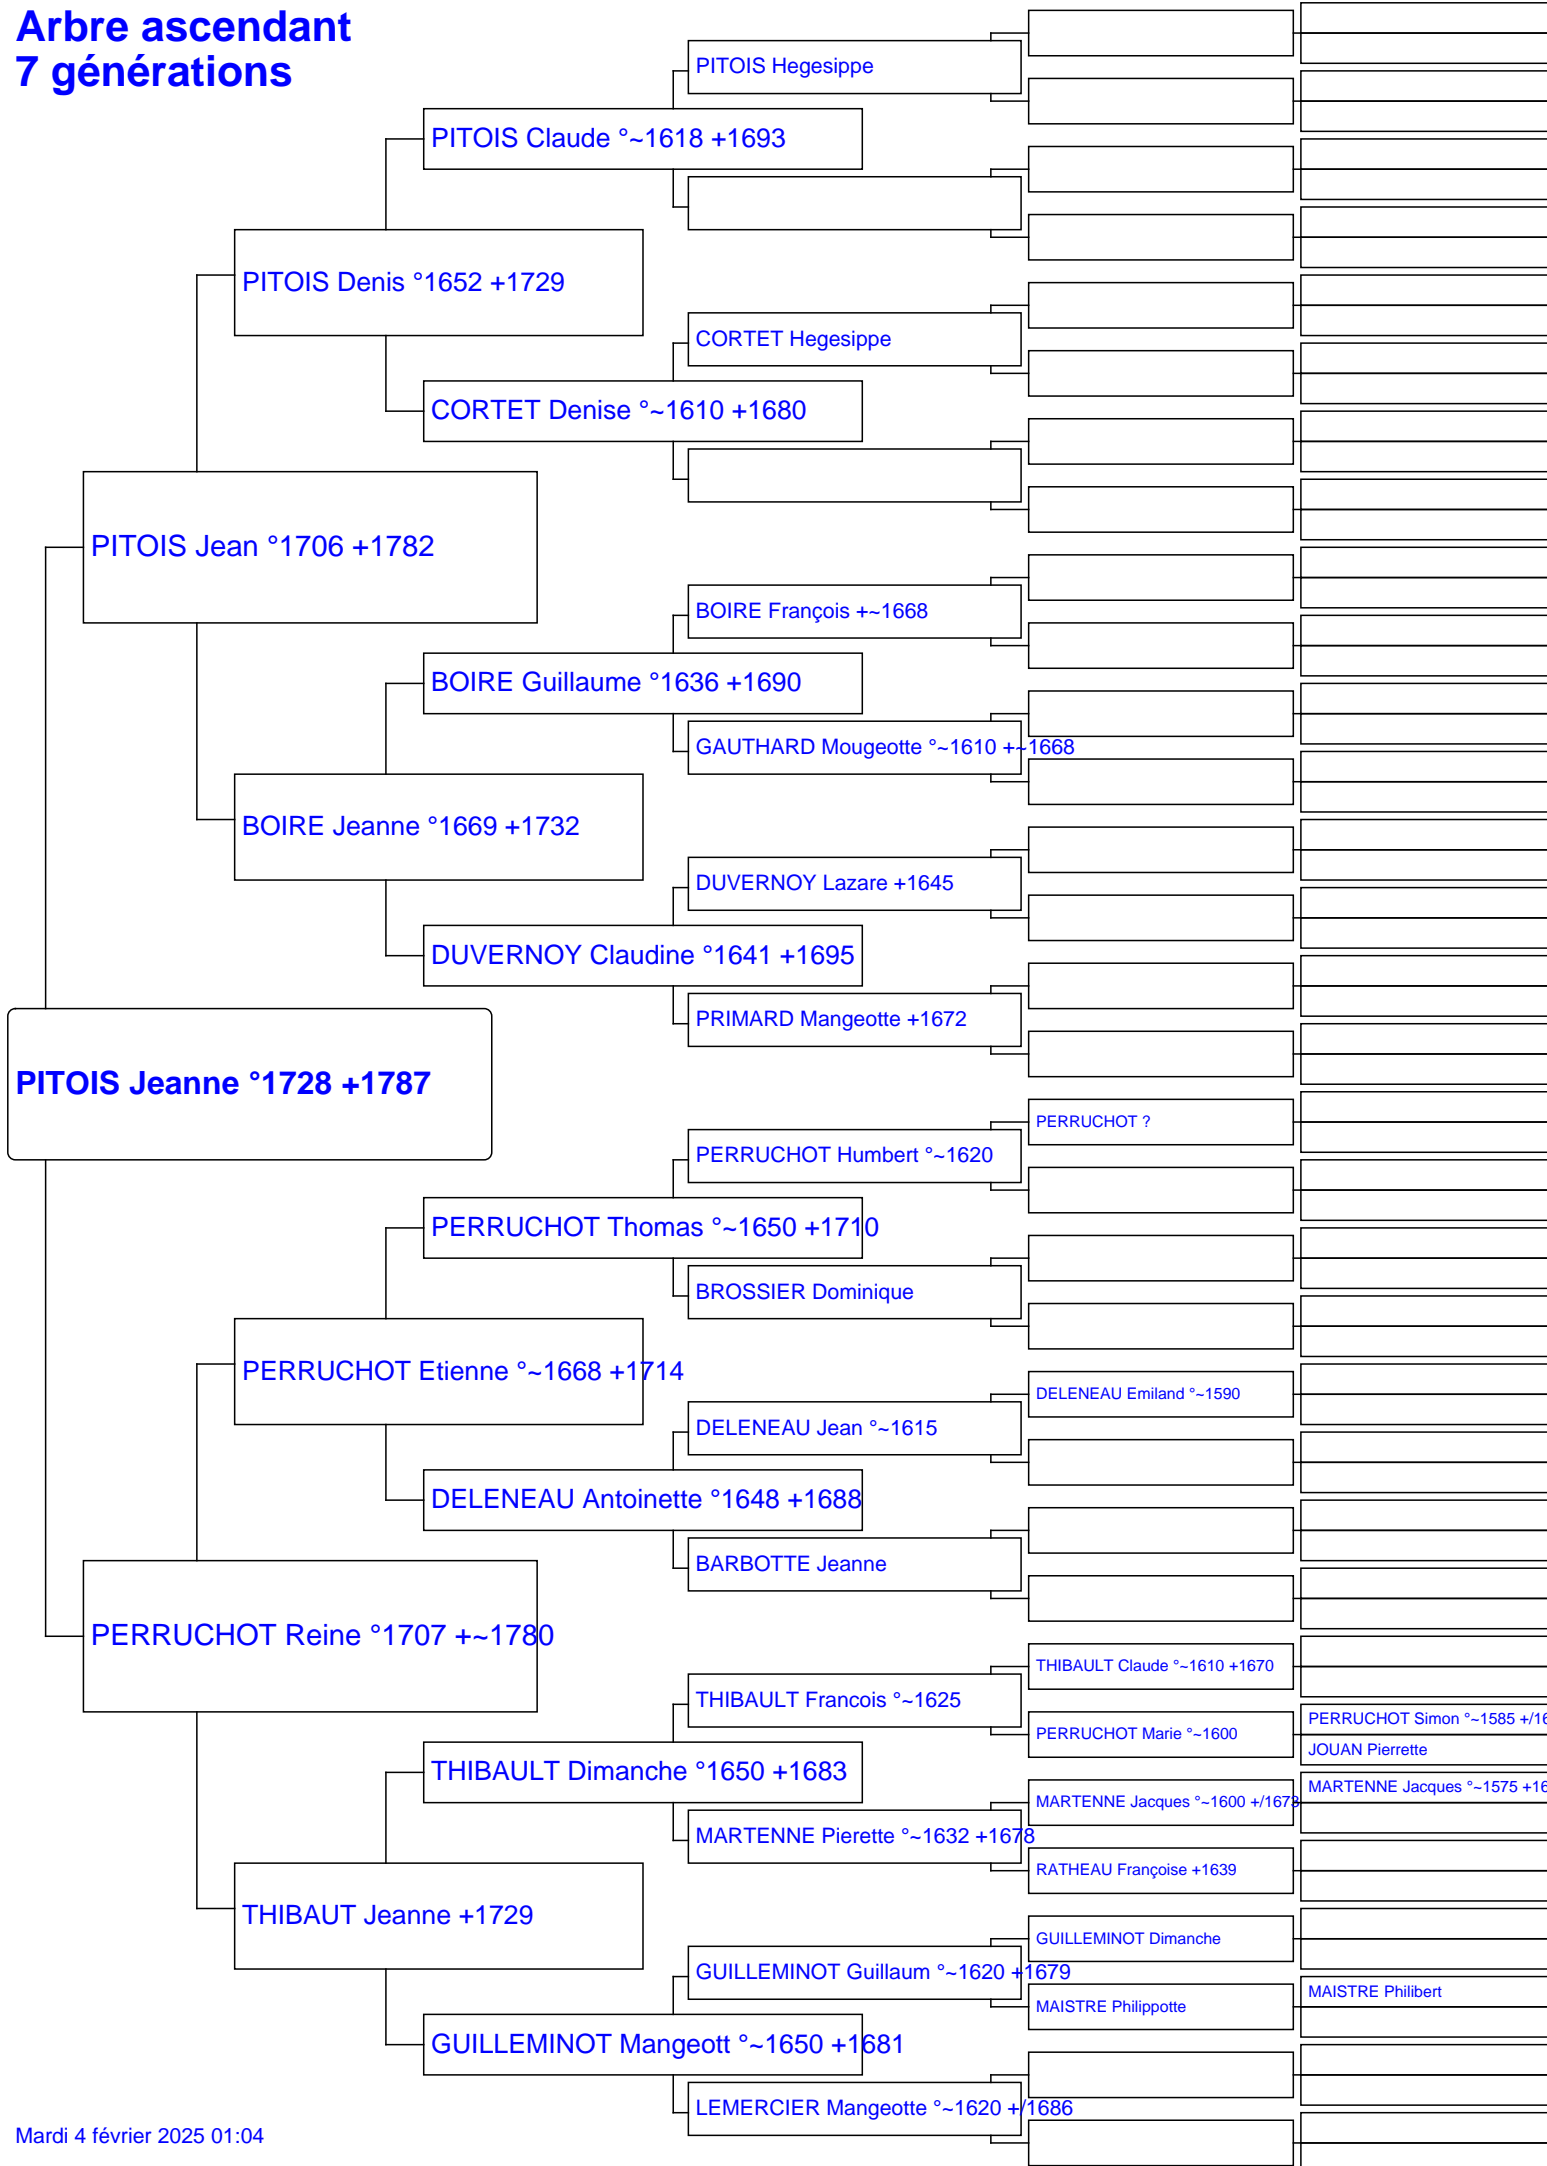 Arbre ascendant
7 générations
PITOIS Hegesippe
PITOIS Claude °~1618 +1693
PITOIS Denis °1652 +1729
CORTET Hegesippe
CORTET Denise °~1610 +1680
PITOIS Jean °1706 +1782
BOIRE François +~1668
BOIRE Guillaume °1636 +1690
GAUTHARD Mougeotte °~1610 +~1668
BOIRE Jeanne °1669 +1732
DUVERNOY Lazare +1645
DUVERNOY Claudine °1641 +1695
PRIMARD Mangeotte +1672
PITOIS Jeanne °1728 +1787
PERRUCHOT ?
PERRUCHOT Humbert °~1620
PERRUCHOT Thomas °~1650 +1710
BROSSIER Dominique
PERRUCHOT Etienne °~1668 +1714
DELENEAU Emiland °~1590
DELENEAU Jean °~1615
DELENEAU Antoinette °1648 +1688
BARBOTTE Jeanne
PERRUCHOT Reine °1707 +~1780
THIBAULT Claude °~1610 +1670
THIBAULT Francois °~1625
PERRUCHOT Marie °~1600
PERRUCHOT Simon °~1585 +/16
JOUAN Pierrette
THIBAULT Dimanche °1650 +1683
MARTENNE Jacques °~1575 +16
MARTENNE Jacques °~1600 +/1673
MARTENNE Pierette °~1632 +1678
RATHEAU Françoise +1639
THIBAUT Jeanne +1729
GUILLEMINOT Dimanche
GUILLEMINOT Guillaum °~1620 +1679
MAISTRE Philibert
MAISTRE Philippotte
GUILLEMINOT Mangeott °~1650 +1681
LEMERCIER Mangeotte °~1620 +/1686
Mardi 4 février 2025 01:04